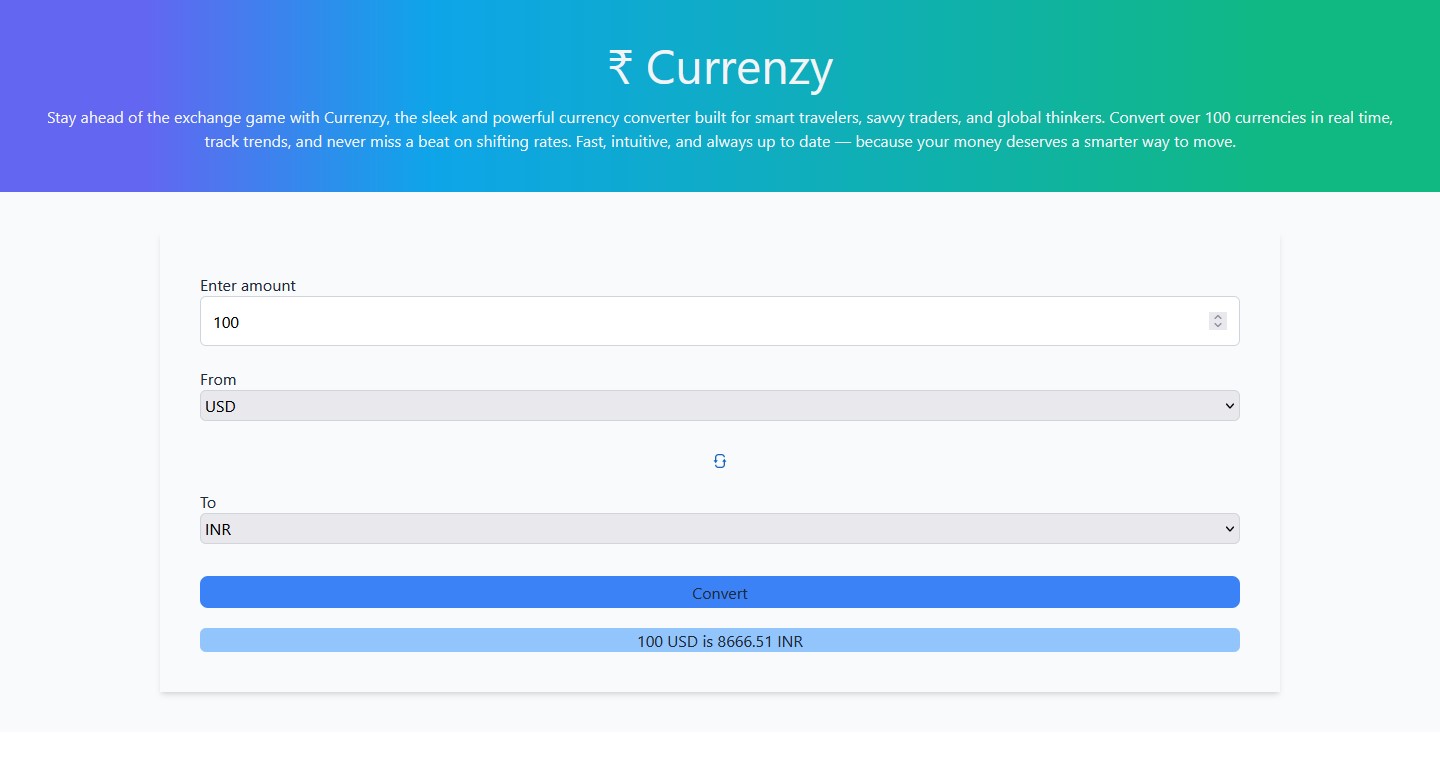 ₹ Currenzy
Stay ahead of the exchange game with Currenzy, the sleek and powerful currency converter built for smart travelers, savvy traders, and global thinkers. Convert over 100 currencies in real time,
track trends, and never miss a beat on shifting rates. Fast, intuitive, and always up to date — because your money deserves a smarter way to move.
Enter amount
100
From
USD
To
INR
Convert
100 USD is 8666.51 INR